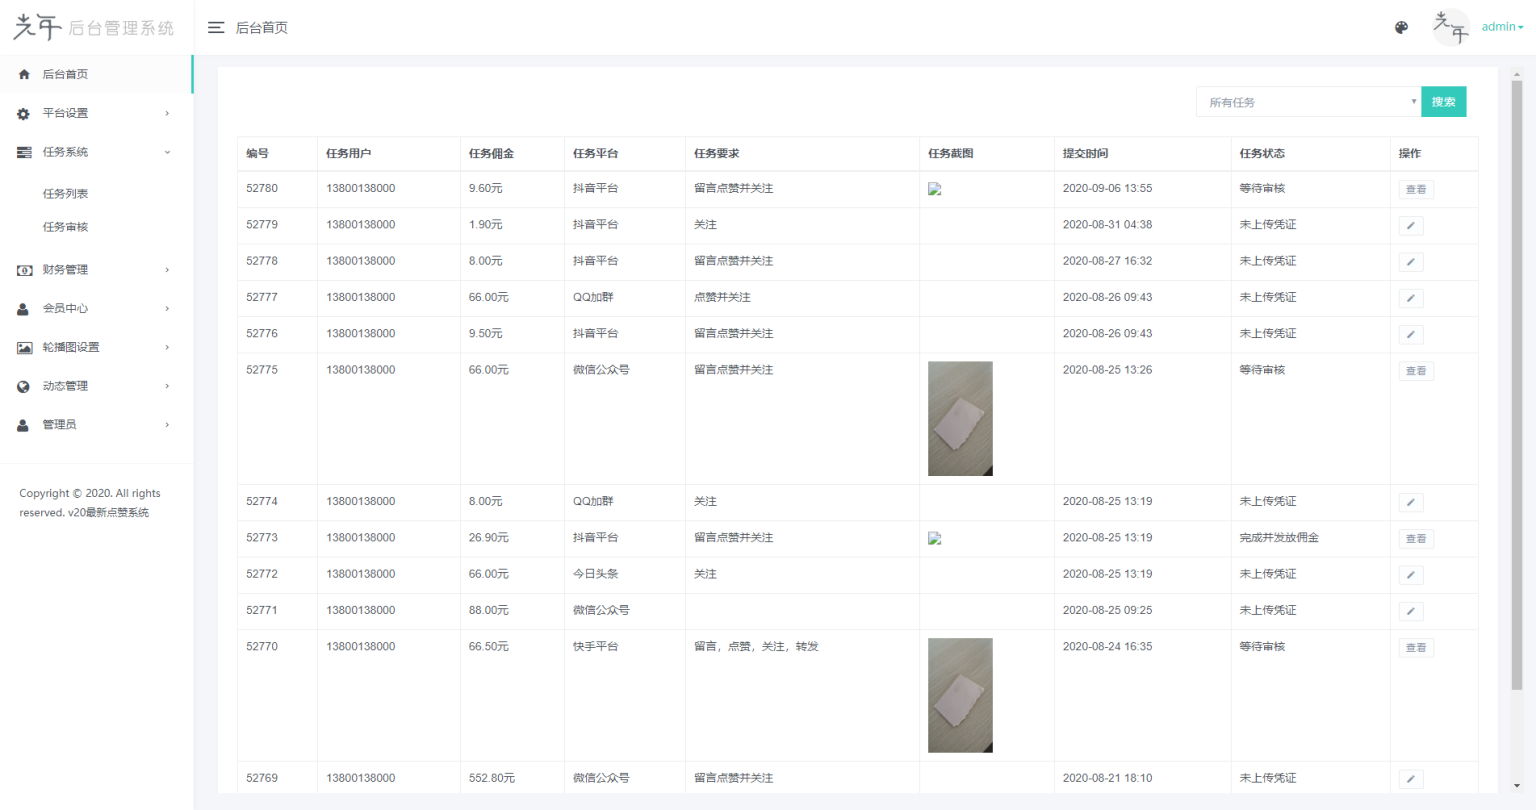 先午 后台管理系统
后台首页
admin
后台首页
平台设置
任务系统
任务列表
任务审核
财务管理
会员中心
轮播图设置
动态管理
管理员
Copyright © 2020. All rights
reserved. v20最新点赞系统
所有任务 搜索
编号 任务用户 任务佣金 任务平台 任务要求 任务截图 提交时间 任务状态 操作
52780 13800138000 9.60元 抖音平台 留言点赞并关注 2020-09-06 13:55 等待审核 查看
52779 13800138000 1.90元 抖音平台 关注 2020-08-31 04:38 未上传凭证
52778 13800138000 8.00元 抖音平台 留言点赞并关注 2020-08-27 16:32 未上传凭证
52777 13800138000 66.00元 QQ加群 点赞并关注 2020-08-26 09:43 未上传凭证
52776 13800138000 9.50元 抖音平台 留言点赞并关注 2020-08-26 09:43 未上传凭证
52775 13800138000 66.00元 微信公众号 留言点赞并关注 2020-08-25 13:26 等待审核 查看
52774 13800138000 8.00元 QQ加群 关注 2020-08-25 13:19 未上传凭证
52773 13800138000 26.90元 抖音平台 留言点赞并关注 2020-08-25 13:19 完成并发放佣金 查看
52772 13800138000 66.00元 今日头条 关注 2020-08-25 13:19 未上传凭证
52771 13800138000 88.00元 微信公众号 2020-08-25 09:25 未上传凭证
52770 13800138000 66.50元 快手平台 留言，点赞，关注，转发 2020-08-24 16:35 等待审核 查看
52769 13800138000 552.80元 微信公众号 留言点赞并关注 2020-08-21 18:10 未上传凭证